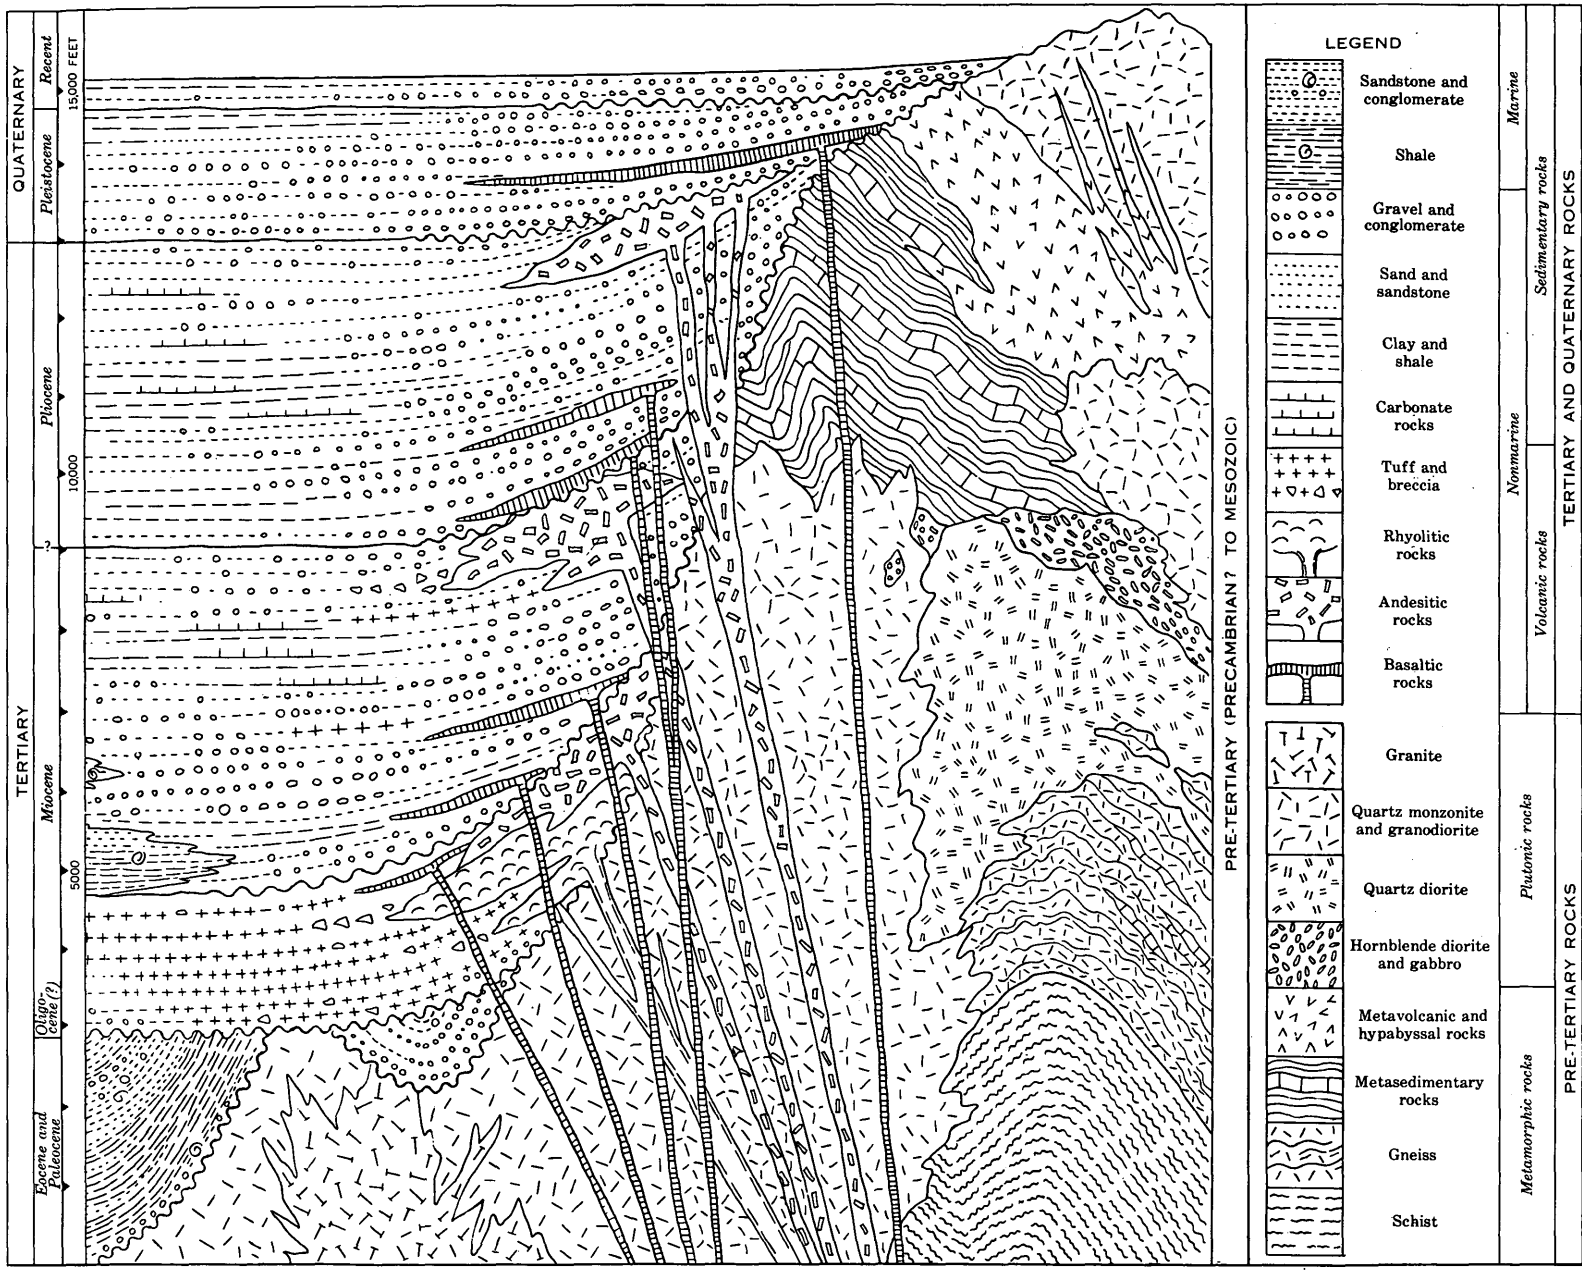 QUATERNARY
TERTIARY
Recent
Pleistocene
Pliocene
?
Miocene
Oligo-
cene(?)
Eocene and
Paleocene
15,000 FEET
10,000
5000
PRE-TERTIARY (PRECAMBRIAN? TO MESOZOIC)
LEGEND
Sandstone and
conglomerate
Shale
Gravel and
conglomerate
Sand and
sandstone
Clay and
shale
Carbonate
rocks
Tuff and
breccia
Rhyolitic
rocks
Andesitic
rocks
Basaltic
rocks
Granite
Quartz monzonite
and granodiorite
Quartz diorite
Hornblende diorite
and gabbro
Metavolcanic and
hypabyssal rocks
Metasedimentary
rocks
Gneiss
Schist
Marine
Nonmarine
Sedimentary rocks
Volcanic rocks
Plutonic rocks
Metamorphic rocks
TERTIARY AND QUATERNARY ROCKS
PRE-TERTIARY ROCKS